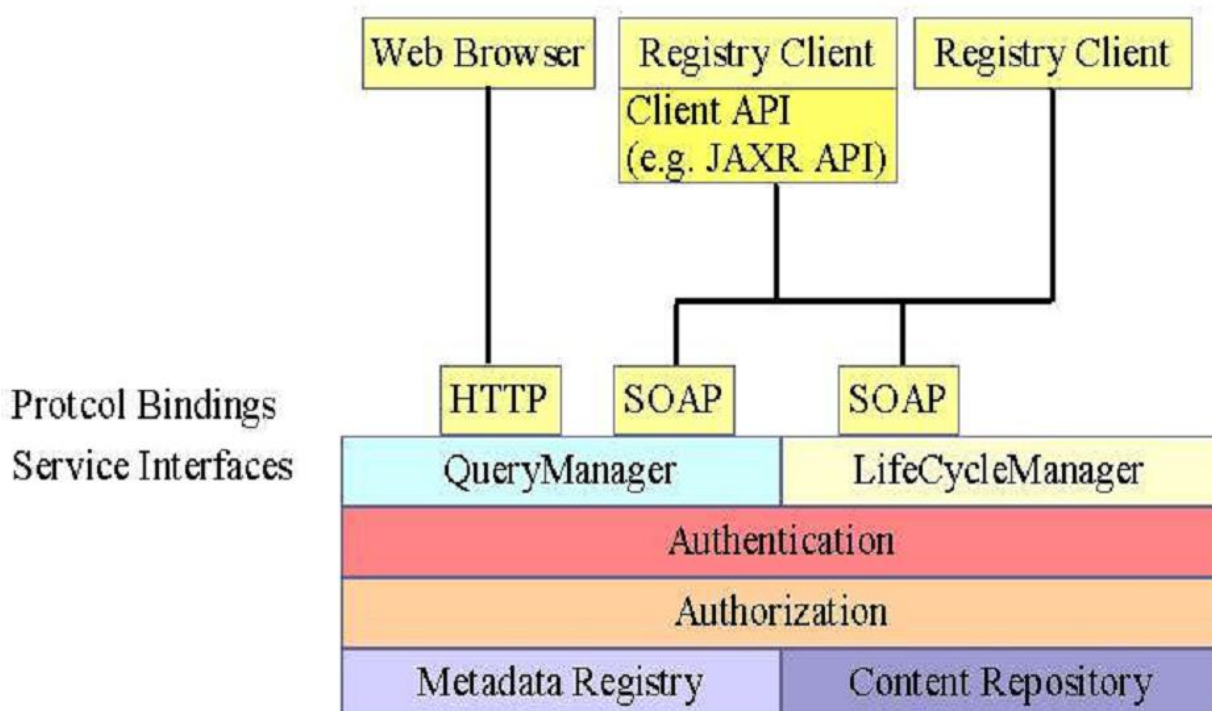 Web Browser
Registry Client
Registry Client
Client API
(e.g. JAXR API)
HTTP
SOAP
SOAP
Protcol Bindings
Service Interfaces
QueryManager
LifeCycleManager
Authentication
Authorization
Metadada Registry
Content Repository